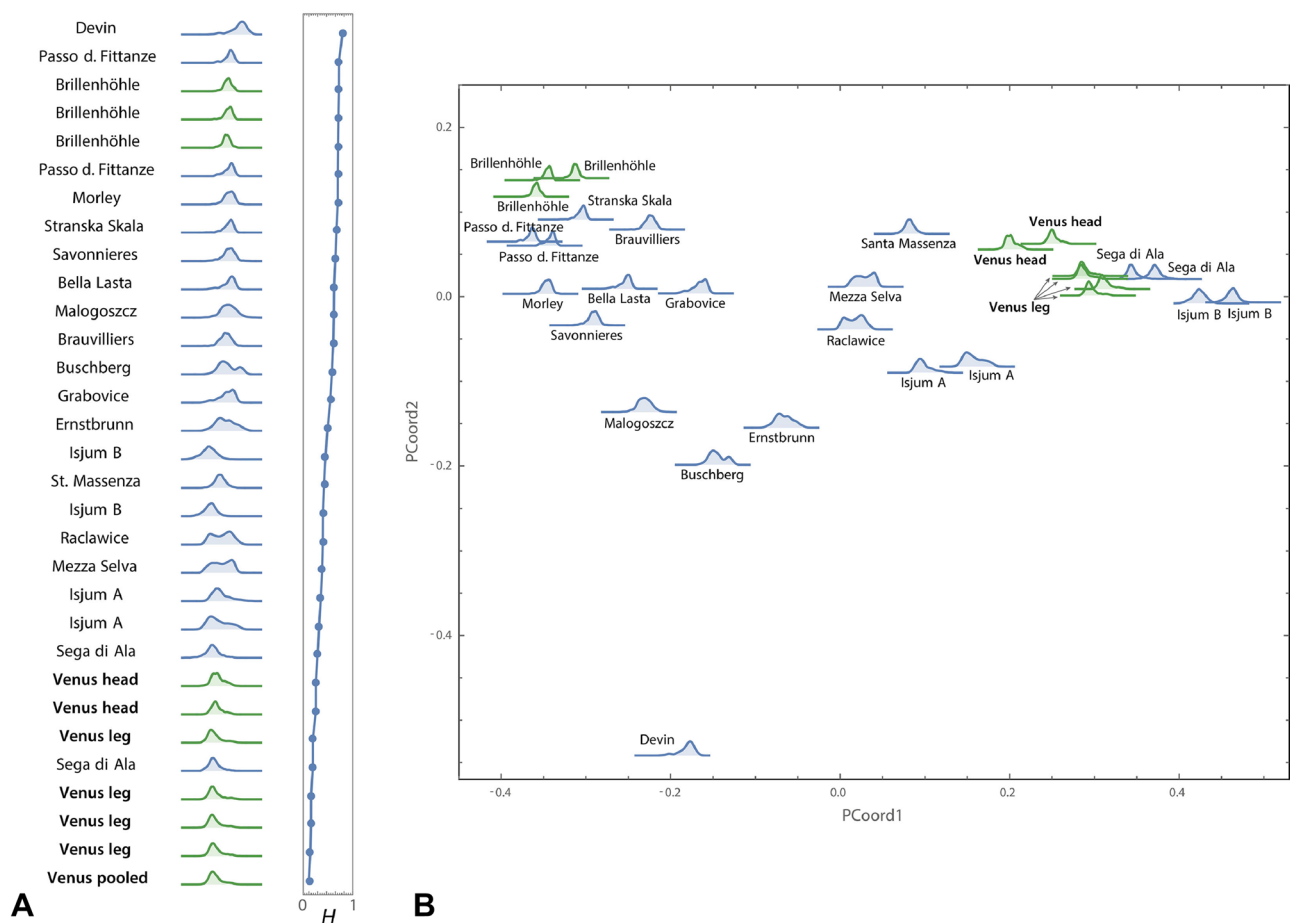 Devin
Passo d. Fittanze
Brillenhöhle
Brillenhöhle
Brillenhöhle
Passo d. Fittanze
Morley
Stranska Skala
Savonnieres
Bella Lasta
Malogoszcz
Brauvilliers
Buschberg
Grabovice
Ernstbrunn
Isjum B
St. Massenza
Isjum B
Raclawice
Mezza Selva
Isjum A
Isjum A
Sega di Ala
Venus head
Venus head
Venus leg
Sega di Ala
Venus leg
Venus leg
Venus leg
Venus pooled
0 1
H
A
0.2
0.0
-0.2
-0.4
PCoord2
Brillenhöhle
Brillenhöhle
Brillenhöhle
Stranska Skala
Passo d. Fittanze
Brauvilliers
Passo d. Fittanze
Santa Massenza
Venus head
Venus head
Sega di Ala
Sega di Ala
Morley
Bella Lasta
Grabovice
Mezza Selva
Venus leg
Isjum B
Isjum B
Savonnieres
Raclawice
Isjum A
Isjum A
Malogoszcz
Ernstbrunn
Buschberg
Devin
-0.4 -0.2 0.0 0.2 0.4
PCoord1
B